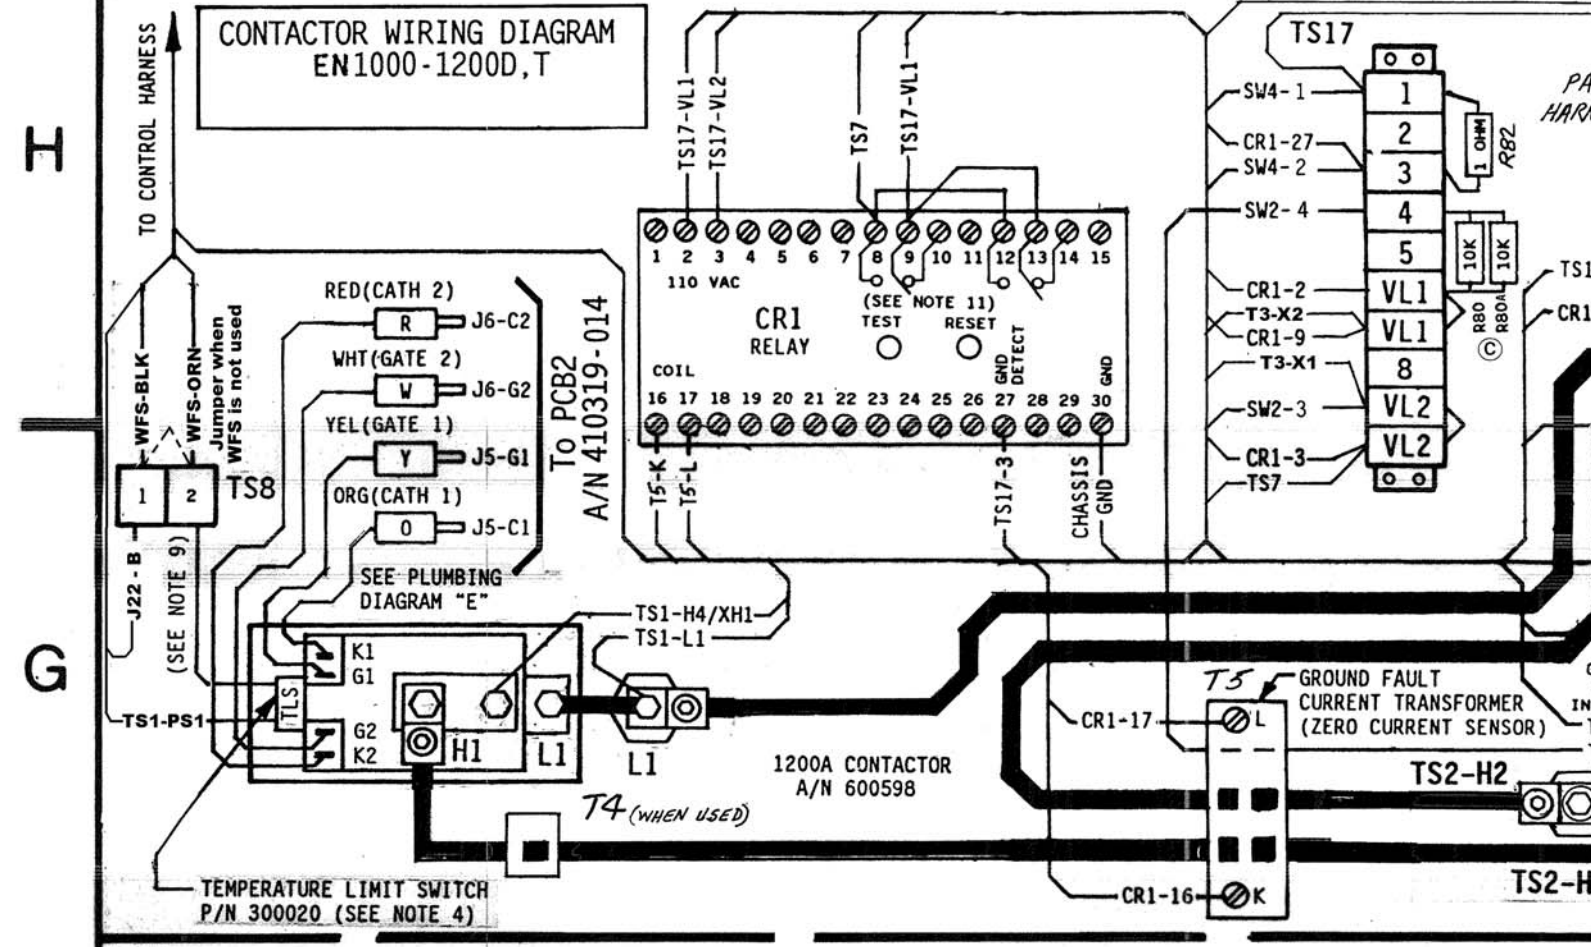 CONTACTOR WIRING DIAGRAM
EN1000-1200D,T
TO CONTROL HARNESS
H
G
WFS-BLK
WFS-ORN
Jumper when
WFS is not used
1
2
TS8
J22-B
(SEE NOTE 9)
RED(CATH 2)
R
J6-C2
WHT(GATE 2)
W
J6-G2
YEL(GATE 1)
Y
J5-G1
ORG(CATH 1)
O
J5-C1
To PCB2
A/N 410319-014
SEE PLUMBING
DIAGRAM "E"
TS17-VL1
TS17-VL2
TS7
TS17-VL1
1 2 3 4 5 6 7 8 9 10 11 12 13 14 15
110 VAC
(SEE NOTE 11)
CR1
RELAY
TEST
RESET
GND
DETECT
GND
COIL
16 17 18 19 20 21 22 23 24 25 26 27 28 29 30
T5-K
T5-L
TS17-3
CHASSIS
GND
TS17
SW4-1
CR1-27
SW4-2
SW2-4
CR1-2
T3-X2
CR1-9
T3-X1
SW2-3
CR1-3
TS7
1
2
3
4
5
VL1
VL1
8
VL2
VL2
1 OHM
R82
10K
10K
R80
R80A
C
PA
HARN
TS1
CR1
TS1-H4/XH1
TS1-L1
K1
G1
TLS
G2
K2
TS1-PS1
H1
L1
L1
1200A CONTACTOR
A/N 600598
T4 (WHEN USED)
TEMPERATURE LIMIT SWITCH
P/N 300020 (SEE NOTE 4)
T5
GROUND FAULT
CURRENT TRANSFORMER
(ZERO CURRENT SENSOR)
CR1-17
L
CR1-16
K
IN
TS2-H2
TS2-H